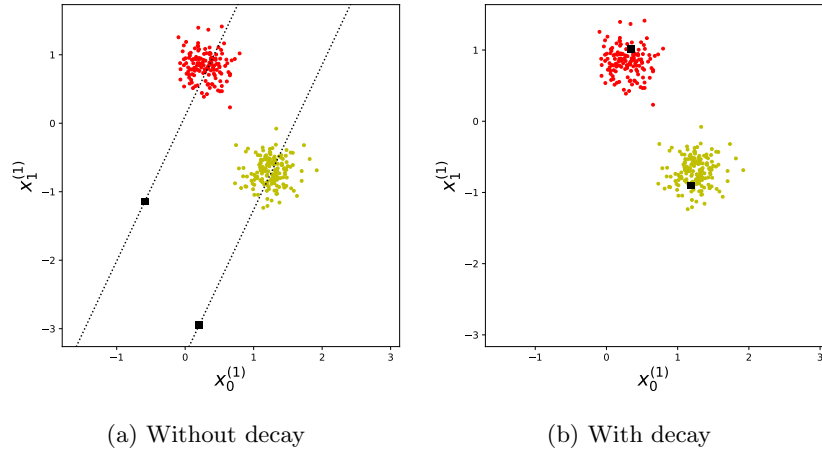 1
0
−1
−2
−3
x_1^{(1)}
−1 0 1 2 3
x_0^{(1)}
(a) Without decay
1
0
−1
−2
−3
x_1^{(1)}
−1 0 1 2 3
x_0^{(1)}
(b) With decay